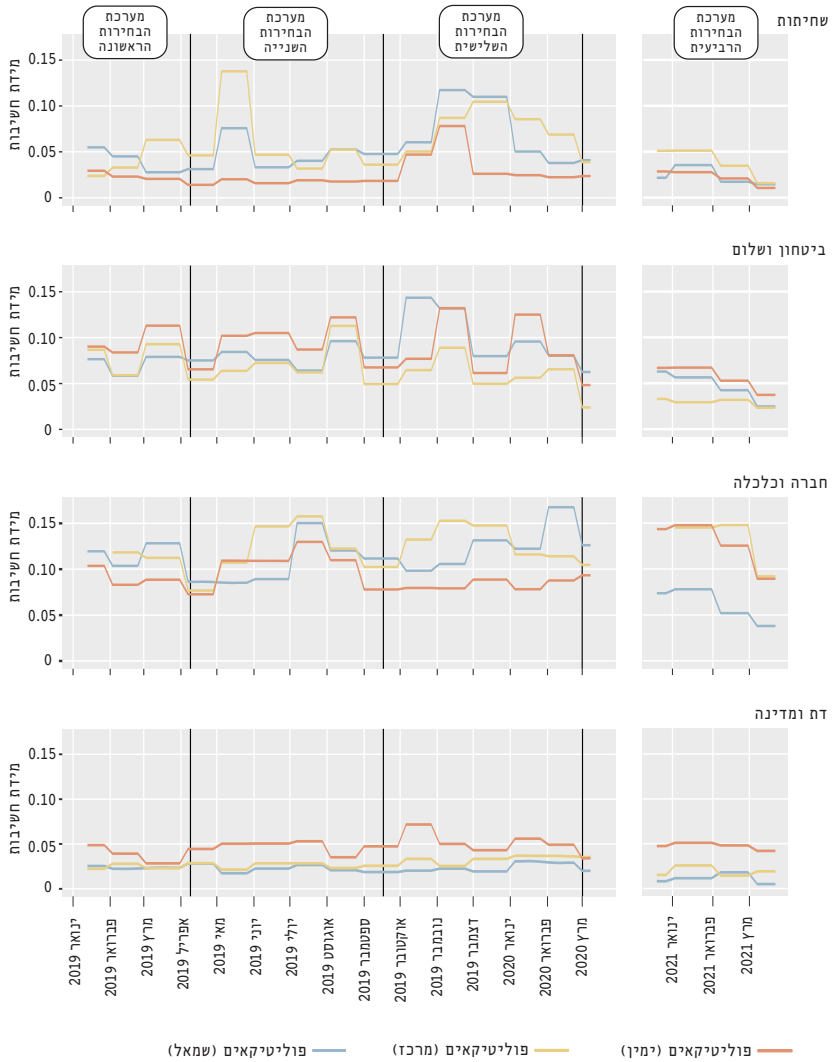 שחיתות
מערכת
הבחירות
הראשונה
מערכת
הבחירות
השנייה
מערכת
הבחירות
השלישית
מערכת
הבחירות
הרביעית
מידת חשיבות
0.15
0.10
0.05
0
ביטחון ושלום
מידת חשיבות
0.15
0.10
0.05
0
חברה וכלכלה
מידת חשיבות
0.15
0.10
0.05
0
דת ומדינה
מידת חשיבות
0.15
0.10
0.05
0
ינואר 2019
פברואר 2019
מרץ 2019
אפריל 2019
מאי 2019
יוני 2019
יולי 2019
אוגוסט 2019
ספטמבר 2019
אוקטובר 2019
נובמבר 2019
דצמבר 2019
ינואר 2020
פברואר 2020
מרץ 2020
ינואר 2021
פברואר 2021
מרץ 2021
פוליטיקאים (ימין)
פוליטיקאים (מרכז)
פוליטיקאים (שמאל)